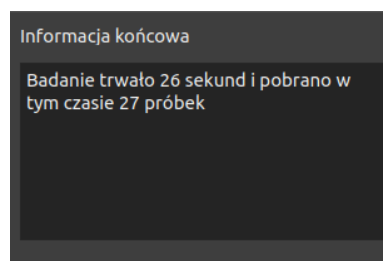 Informacja końcowa
Badanie trwało 26 sekund i pobrano w
tym czasie 27 próbek